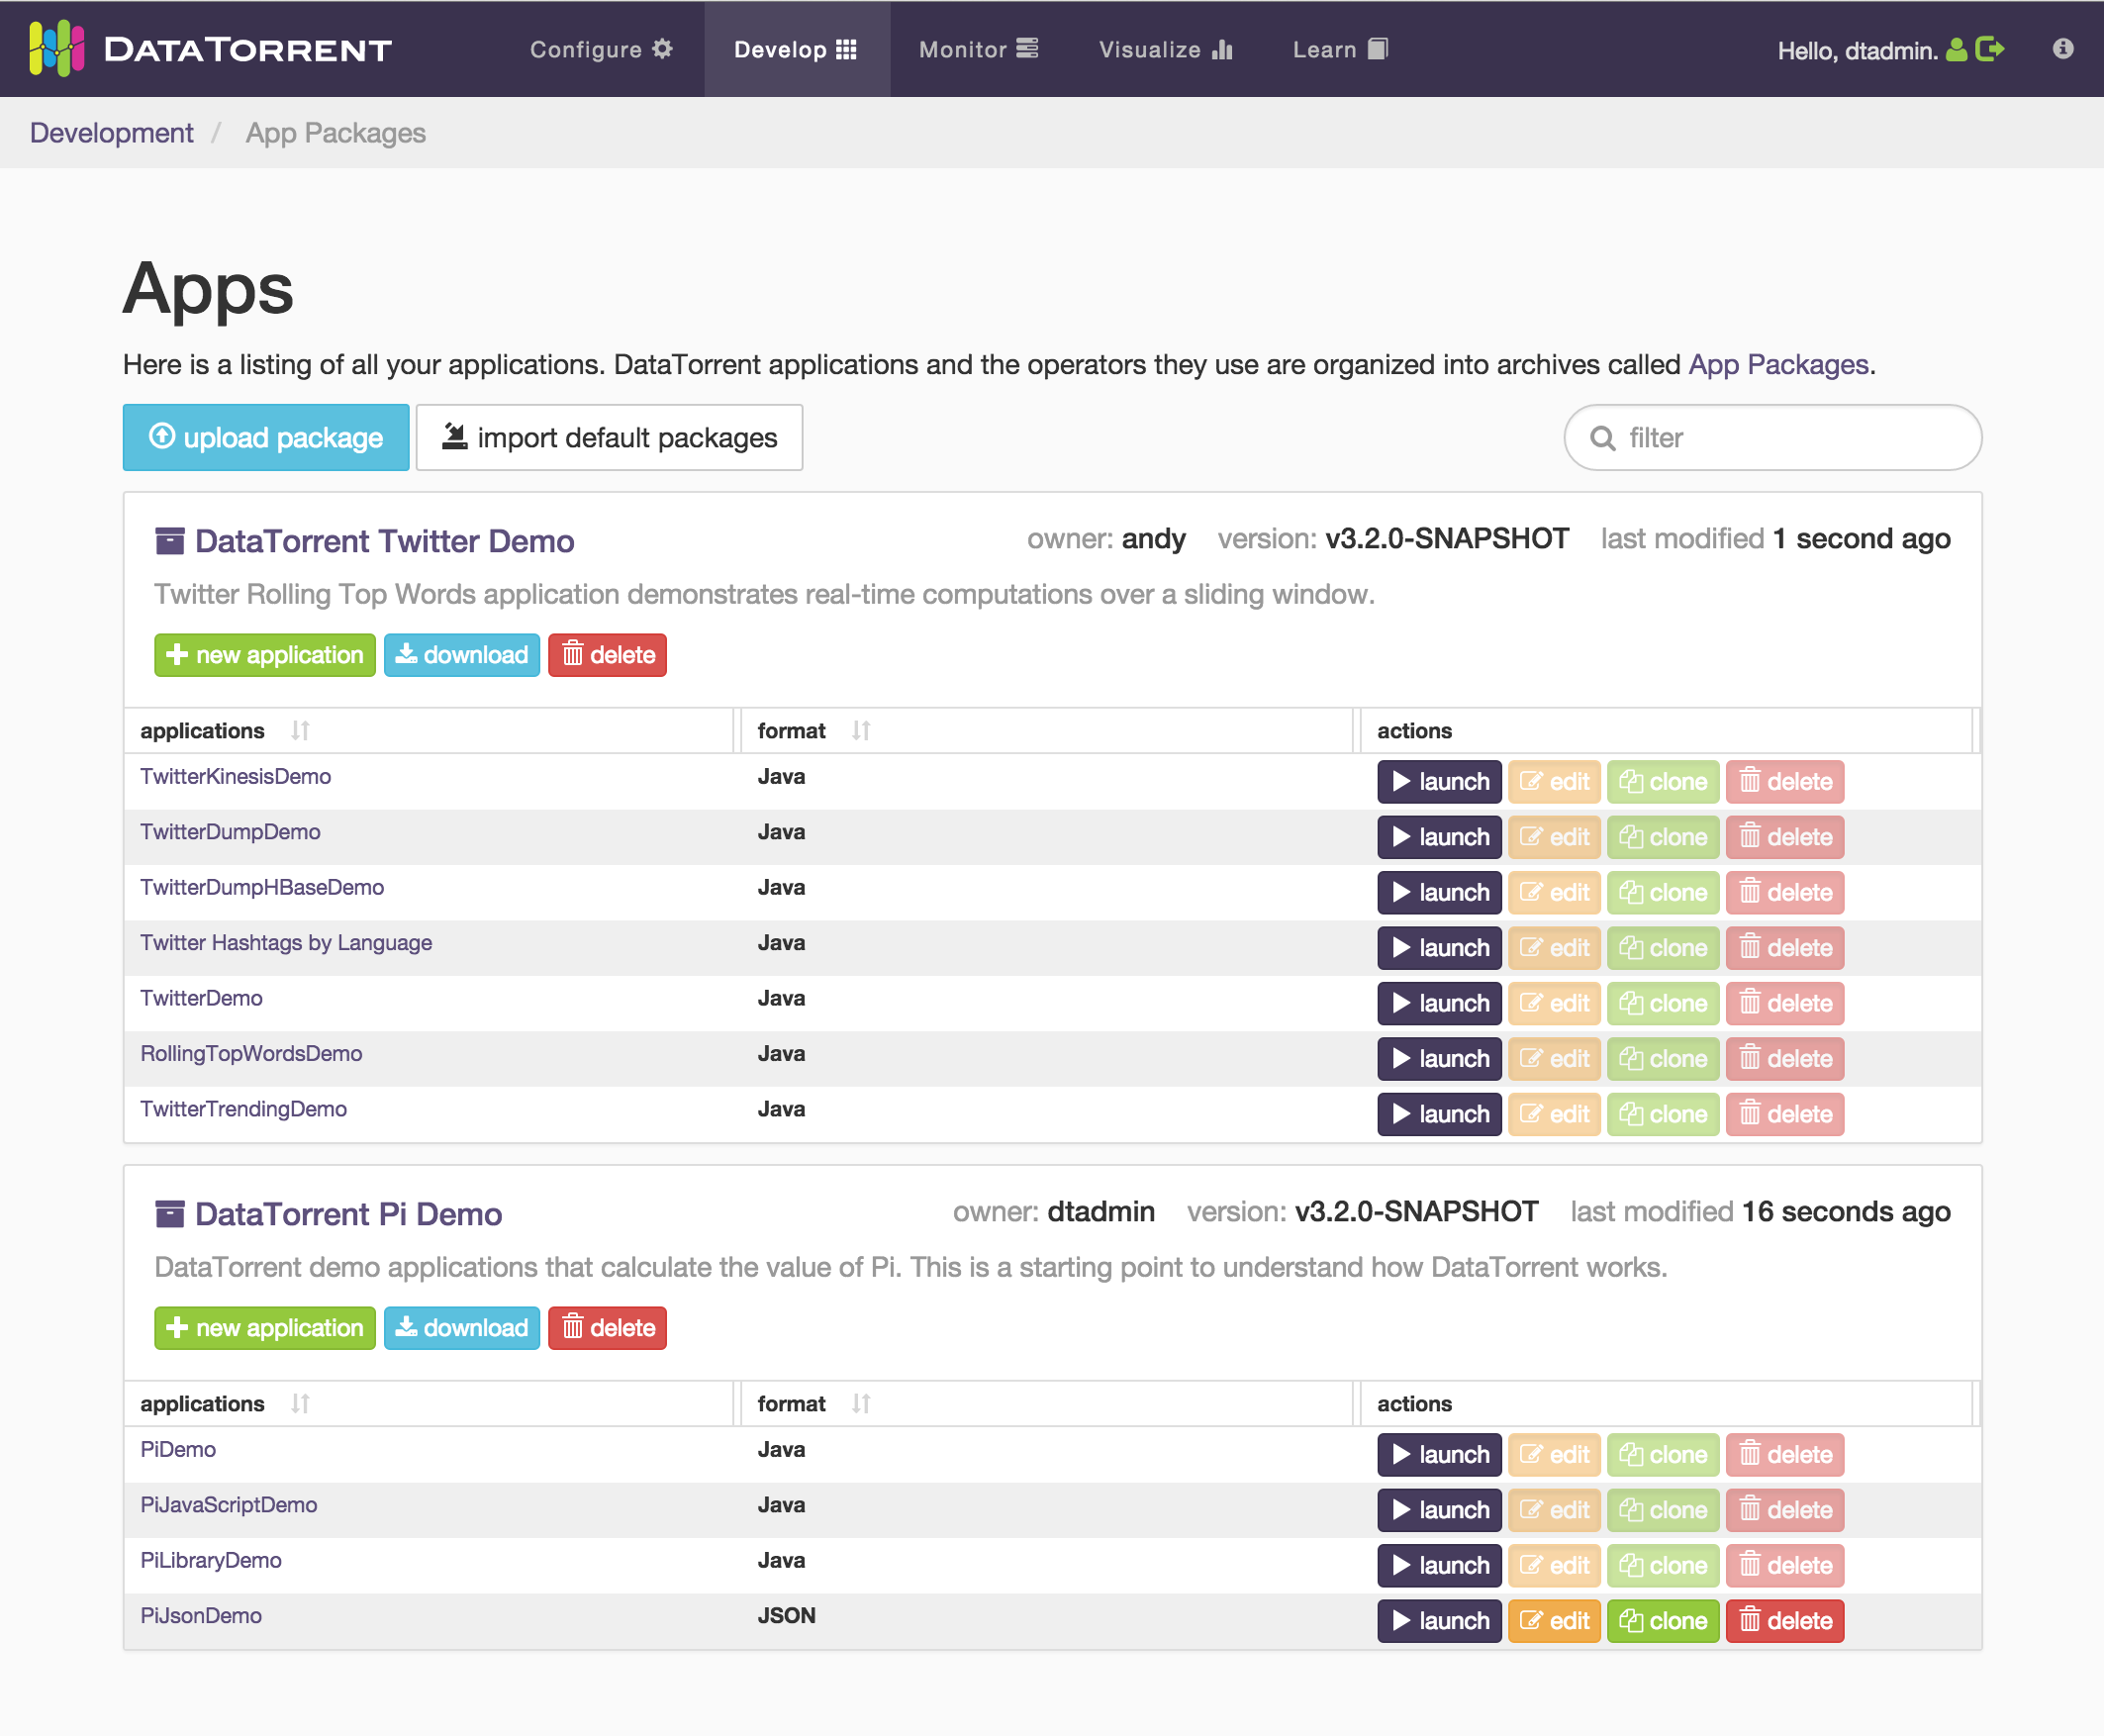 DATATORRENT Configure Develop Monitor Visualize Learn Hello, dtadmin.
Development / App Packages
Apps
Here is a listing of all your applications. DataTorrent applications and the operators they use are organized into archives called App Packages.
upload package import default packages filter
DataTorrent Twitter Demo owner: andy version: v3.2.0-SNAPSHOT last modified 1 second ago
Twitter Rolling Top Words application demonstrates real-time computations over a sliding window.
new application download delete
applications format actions
TwitterKinesisDemo Java launch edit clone delete
TwitterDumpDemo Java launch edit clone delete
TwitterDumpHBaseDemo Java launch edit clone delete
Twitter Hashtags by Language Java launch edit clone delete
TwitterDemo Java launch edit clone delete
RollingTopWordsDemo Java launch edit clone delete
TwitterTrendingDemo Java launch edit clone delete
DataTorrent Pi Demo owner: dtadmin version: v3.2.0-SNAPSHOT last modified 16 seconds ago
DataTorrent demo applications that calculate the value of Pi. This is a starting point to understand how DataTorrent works.
new application download delete
applications format actions
PiDemo Java launch edit clone delete
PiJavaScriptDemo Java launch edit clone delete
PiLibraryDemo Java launch edit clone delete
PiJsonDemo JSON launch edit clone delete